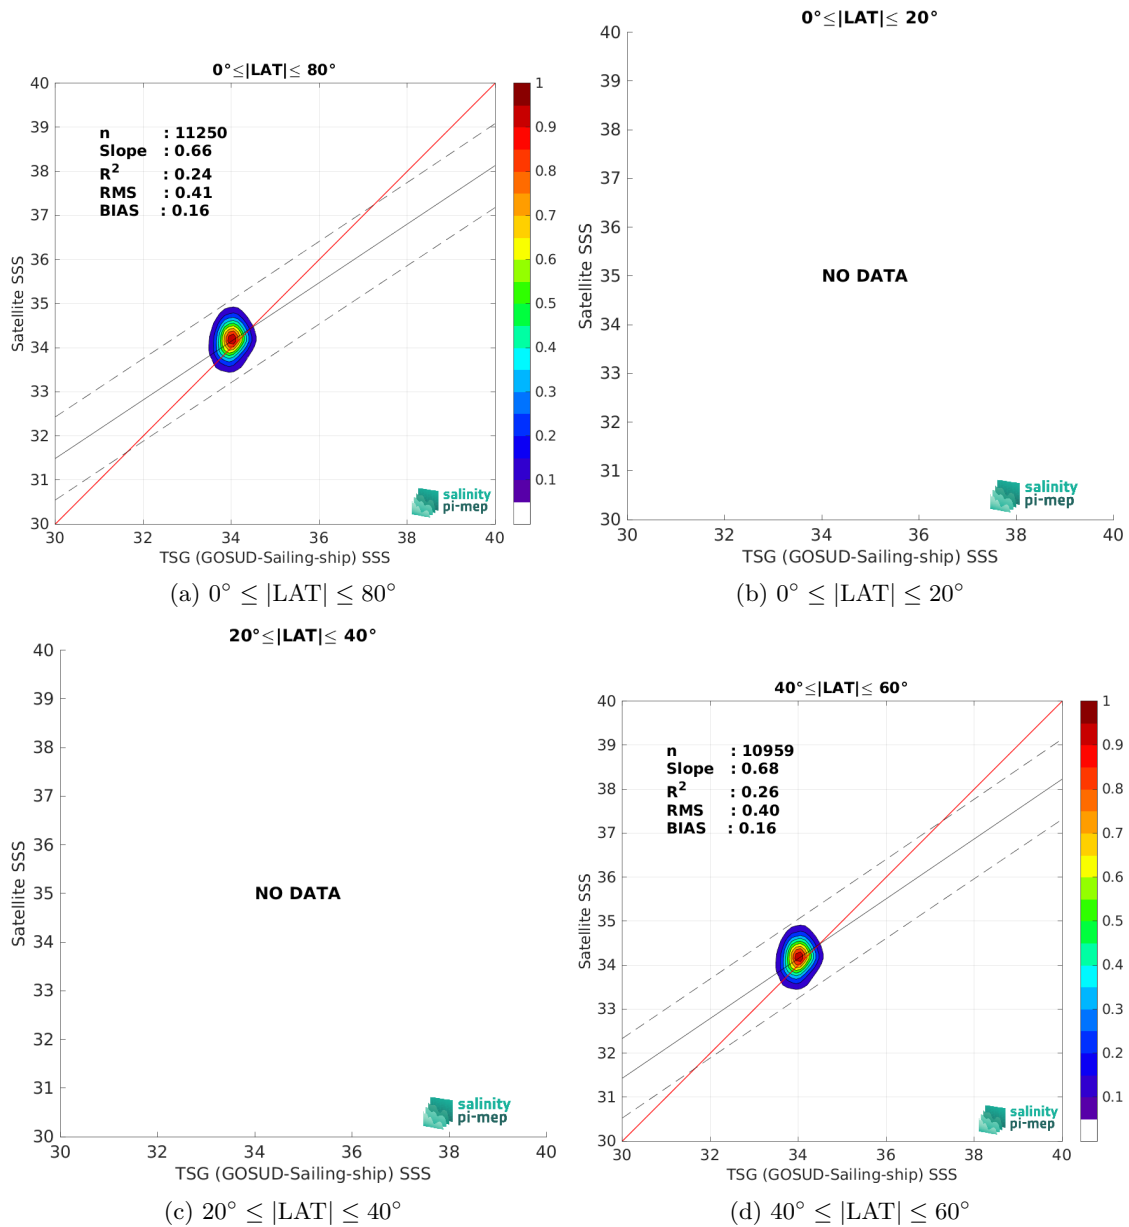 0°≤|LAT|≤ 80°
n : 11250
Slope : 0.66
R² : 0.24
RMS : 0.41
BIAS : 0.16
40
39
38
37
36
35
34
33
32
31
30
Satellite SSS
30 32 34 36 38 40
TSG (GOSUD-Sailing-ship) SSS
1
0.9
0.8
0.7
0.6
0.5
0.4
0.3
0.2
0.1
salinity
pi-mep
(a) 0° ≤ |LAT| ≤ 80°
0°≤|LAT|≤ 20°
40
39
38
37
36
35
34
33
32
31
30
Satellite SSS
NO DATA
salinity
pi-mep
30 32 34 36 38 40
TSG (GOSUD-Sailing-ship) SSS
(b) 0° ≤ |LAT| ≤ 20°
20°≤|LAT|≤ 40°
40
39
38
37
36
35
34
33
32
31
30
Satellite SSS
NO DATA
salinity
pi-mep
30 32 34 36 38 40
TSG (GOSUD-Sailing-ship) SSS
(c) 20° ≤ |LAT| ≤ 40°
40°≤|LAT|≤ 60°
n : 10959
Slope : 0.68
R² : 0.26
RMS : 0.40
BIAS : 0.16
40
39
38
37
36
35
34
33
32
31
30
Satellite SSS
30 32 34 36 38 40
TSG (GOSUD-Sailing-ship) SSS
1
0.9
0.8
0.7
0.6
0.5
0.4
0.3
0.2
0.1
salinity
pi-mep
(d) 40° ≤ |LAT| ≤ 60°